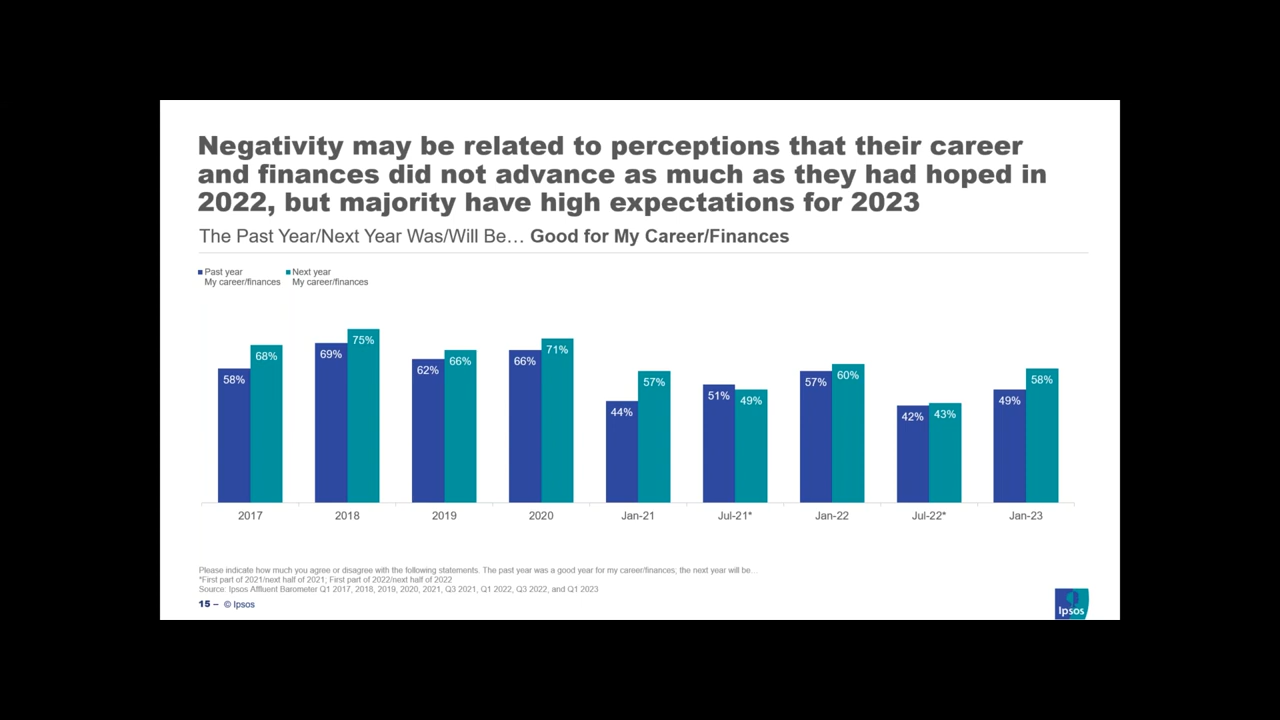 Negativity may be related to perceptions that their career
and finances did not advance as much as they had hoped in
2022, but majority have high expectations for 2023
The Past Year/Next Year Was/Will Be… Good for My Career/Finances
Past year
My career/finances
Next year
My career/finances
58%
68%
69%
75%
62%
66%
66%
71%
44%
57%
51%
49%
57%
60%
42%
43%
49%
58%
2017
2018
2019
2020
Jan-21
Jul-21*
Jan-22
Jul-22*
Jan-23
Please indicate how much you agree or disagree with the following statements. The past year was a good year for my career/finances; the next year will be…
*First part of 2021/next half of 2021; First part of 2022/next half of 2022
Source: Ipsos Affluent Barometer Q1 2017, 2018, 2019, 2020, 2021, Q3 2021, Q1 2022, Q3 2022, and Q1 2023
15 – © Ipsos
Ipsos